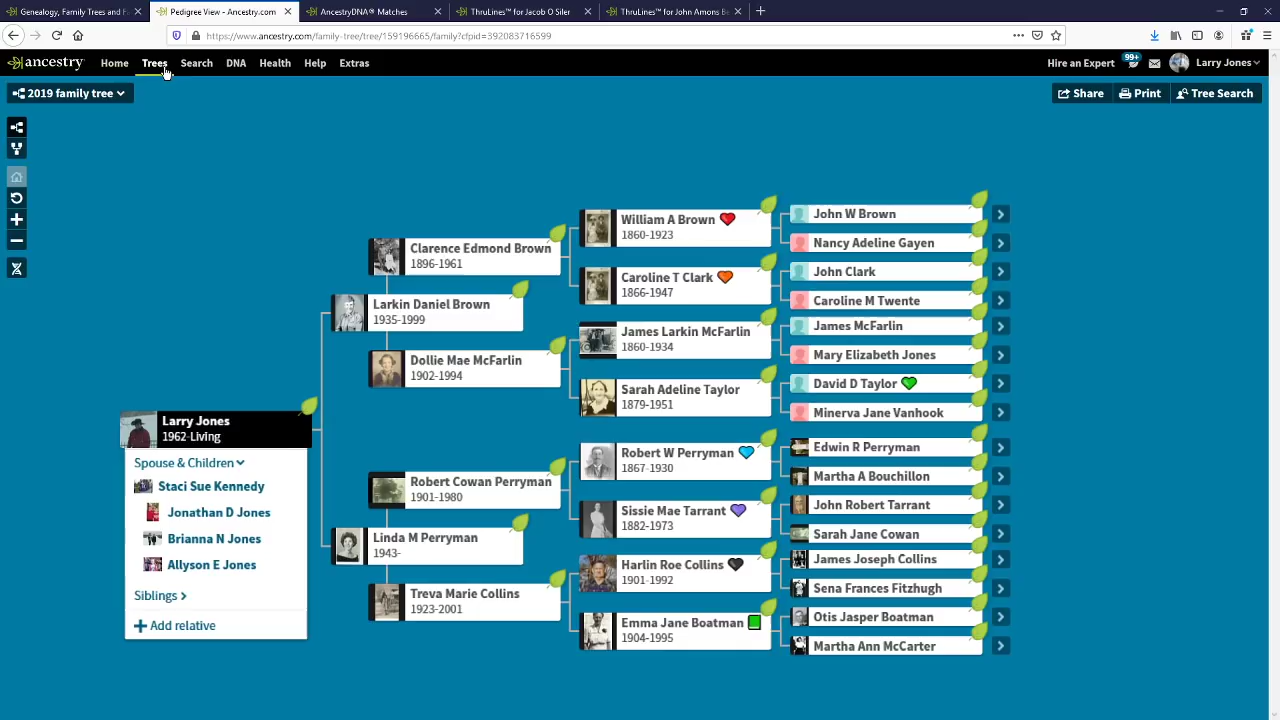 Genealogy, Family Trees and F
Pedigree View - Ancestry.com
AncestryDNA® Matches
ThruLines™ for Jacob O Siler
ThruLines™ for John Amons Be
https://www.ancestry.com/family-tree/tree/159196665/family?cfpid=392083716599
ancestry
Home
Trees
Search
DNA
Health
Help
Extras
Hire an Expert
99+
Larry Jones
2019 family tree
Share
Print
Tree Search
John W Brown
William A Brown
1860-1923
Nancy Adeline Gayen
Clarence Edmond Brown
1896-1961
John Clark
Caroline T Clark
1866-1947
Caroline M Twente
Larkin Daniel Brown
1935-1999
James McFarlin
James Larkin McFarlin
1860-1934
Mary Elizabeth Jones
Dollie Mae McFarlin
1902-1994
David D Taylor
Sarah Adeline Taylor
1879-1951
Minerva Jane Vanhook
Larry Jones
1962-Living
Spouse & Children
Staci Sue Kennedy
Jonathan D Jones
Brianna N Jones
Allyson E Jones
Siblings
Add relative
Edwin R Perryman
Robert W Perryman
1867-1930
Martha A Bouchillon
Robert Cowan Perryman
1901-1980
John Robert Tarrant
Sissie Mae Tarrant
1882-1973
Sarah Jane Cowan
Linda M Perryman
1943-
James Joseph Collins
Harlin Roe Collins
1901-1992
Sena Frances Fitzhugh
Treva Marie Collins
1923-2001
Otis Jasper Boatman
Emma Jane Boatman
1904-1995
Martha Ann McCarter